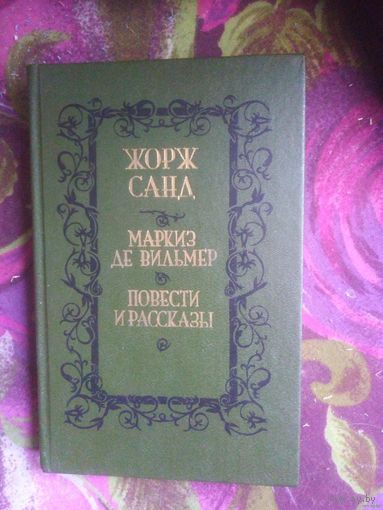 ЖОРЖ
САНД
МАРКИЗ
ДЕ ВИЛЬМЕР
ПОВЕСТИ
И РАССКАЗЫ